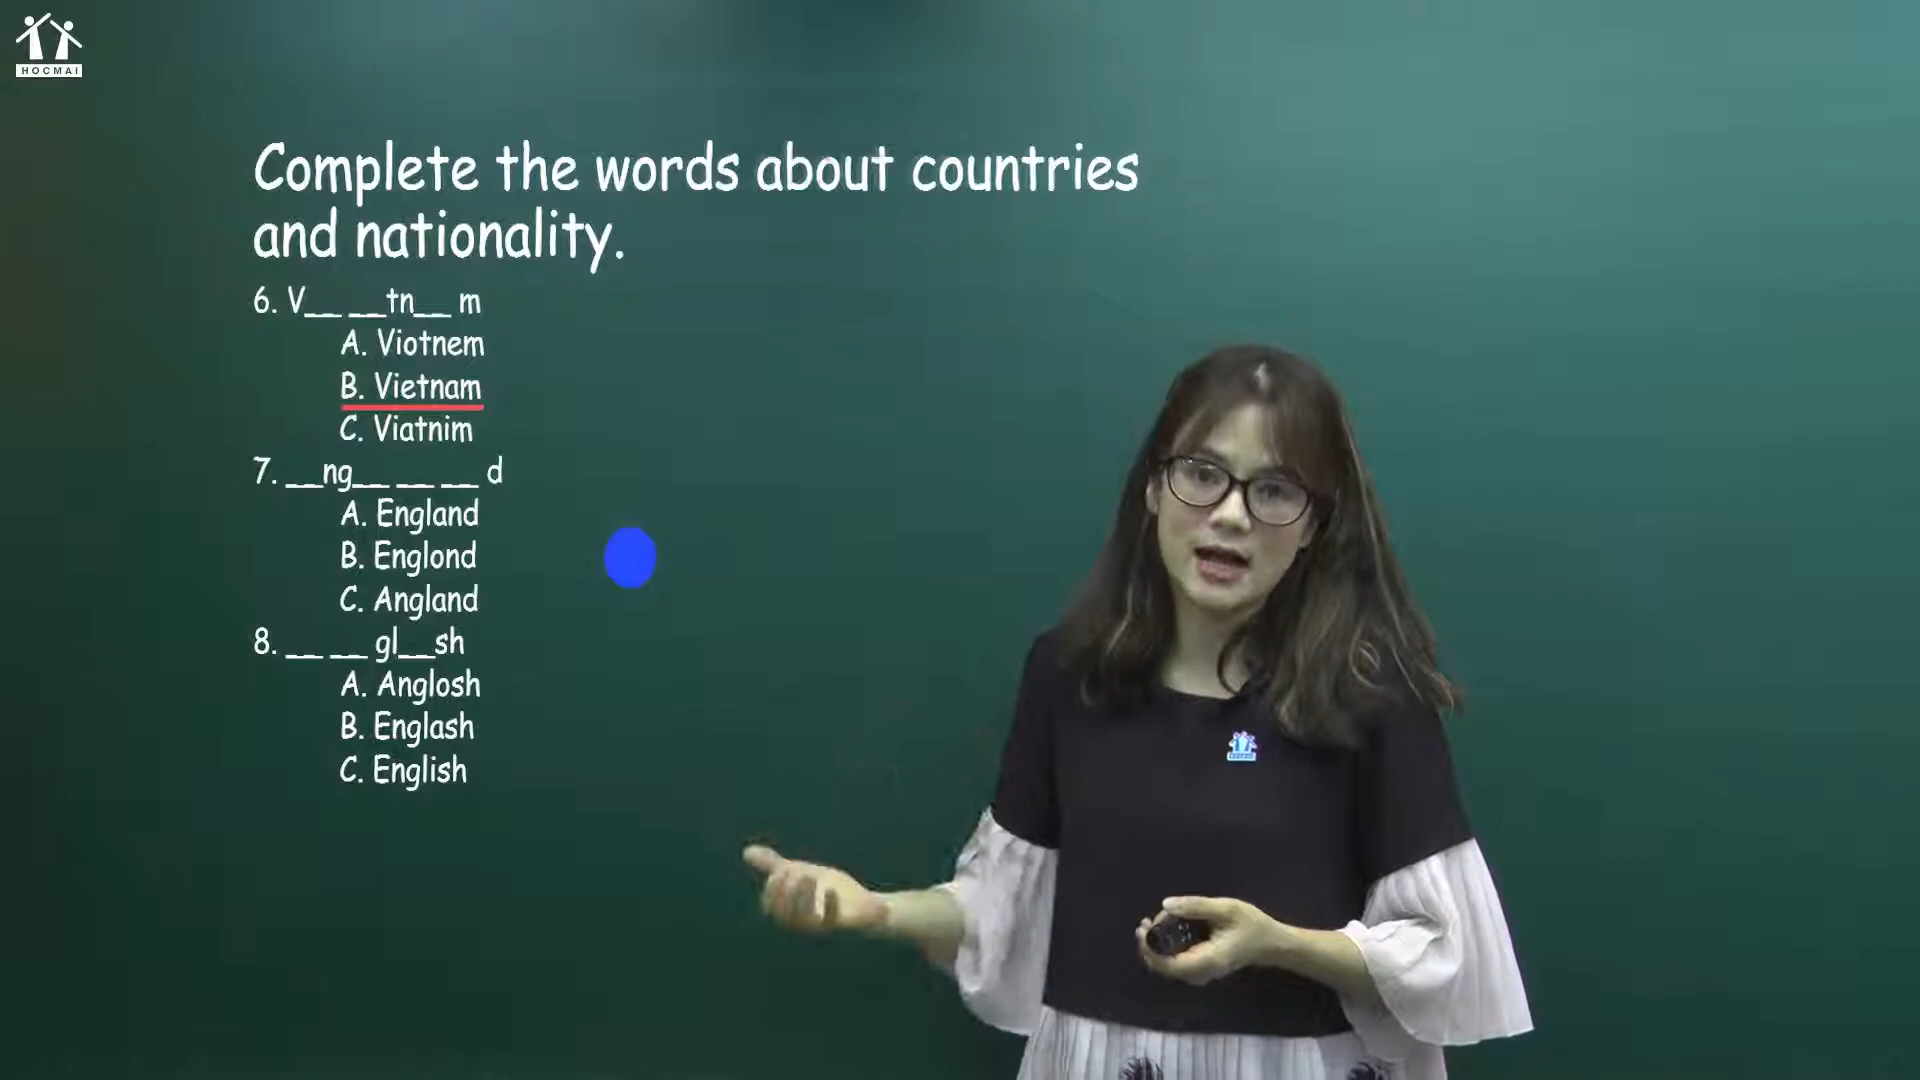 HOCMAI
Complete the words about countries
and nationality.
6. V__ __tn__ m
A. Viotnem
B. Vietnam
C. Viatnim
7. __ng__ __ __ d
A. England
B. Englond
C. Angland
8. __ __ gl__sh
A. Anglosh
B. Englash
C. English